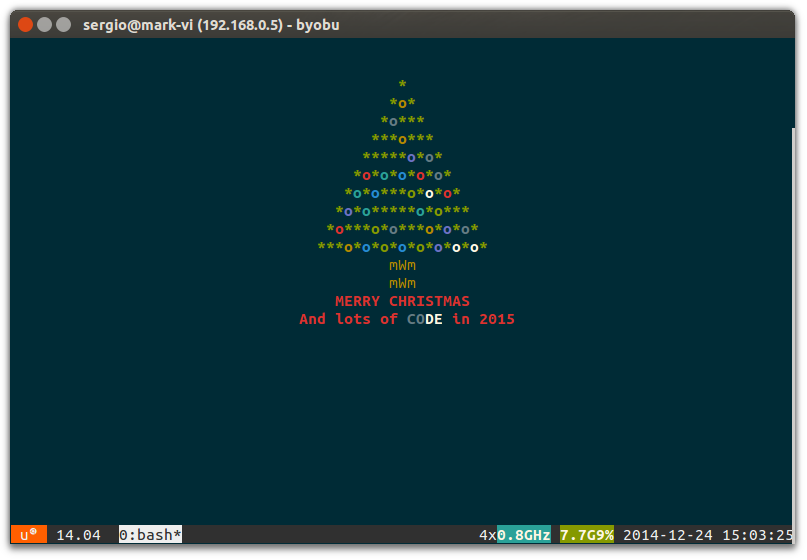 sergio@mark-vi (192.168.0.5) - byobu
*
*o*
*o***
***o***
*****o*o*
*o*o*o*o*o*
*o*o***o*o*o*
*o*o*****o*o***
*o***o*o***o*o*o*
***o*o*o*o*o*o*o*o*
mWm
mWm
MERRY CHRISTMAS
And lots of CODE in 2015
u® 14.04 0:bash* 4x0.8GHz 7.7G9% 2014-12-24 15:03:25